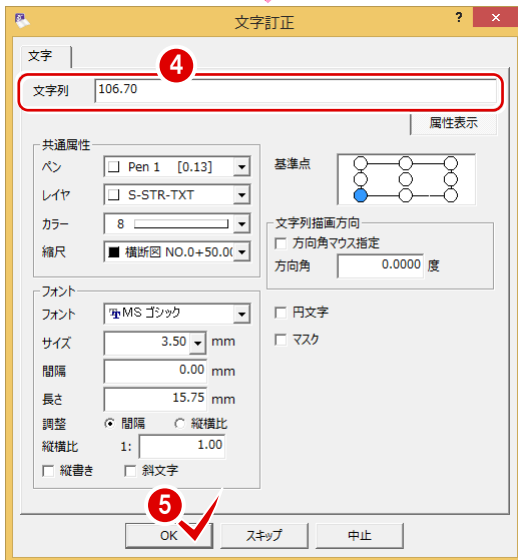 文字訂正
?
×
文字
4
文字列 106.70
属性表示
共通属性
ペン Pen 1 [0.13]
レイヤ S-STR-TXT
カラー 8
縮尺 横断図 NO.0+50.00
基準点
文字列描画方向
方向角マウス指定
方向角 0.0000 度
フォント
フォント MS ゴシック
サイズ 3.50 mm
間隔 0.00 mm
長さ 15.75 mm
調整 間隔 縦横比
縦横比 1: 1.00
縦書き 斜文字
円文字
マスク
5
OK スキップ 中止